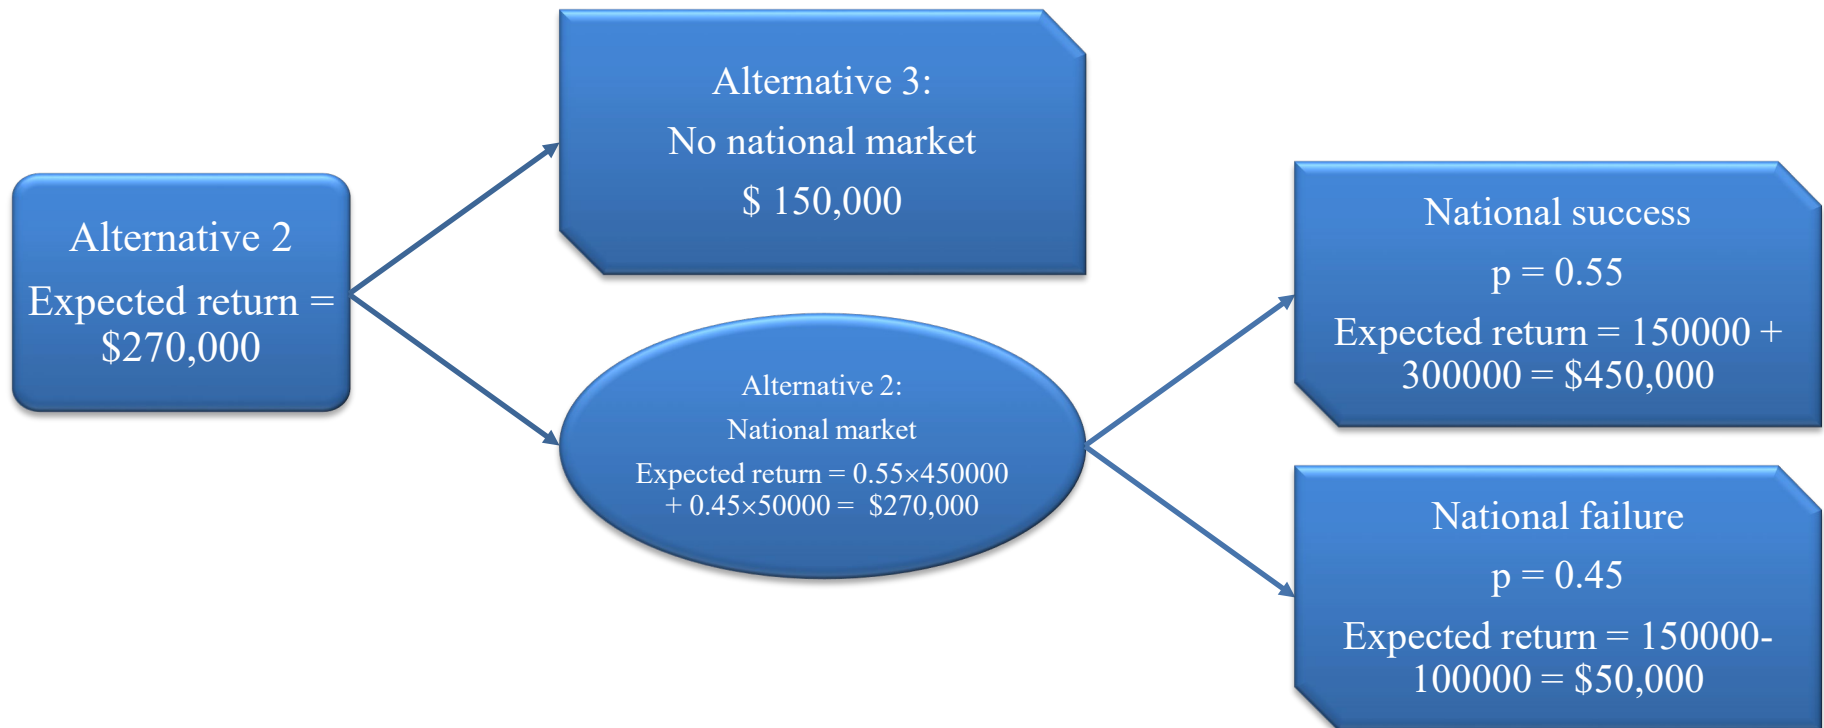 Alternative 2
Expected return =
$270,000
Alternative 3:
No national market
$ 150,000
Alternative 2:
National market
Expected return = 0.55×450000
+ 0.45×50000 = $270,000
National success
p = 0.55
Expected return = 150000 +
300000 = $450,000
National failure
p = 0.45
Expected return = 150000-
100000 = $50,000